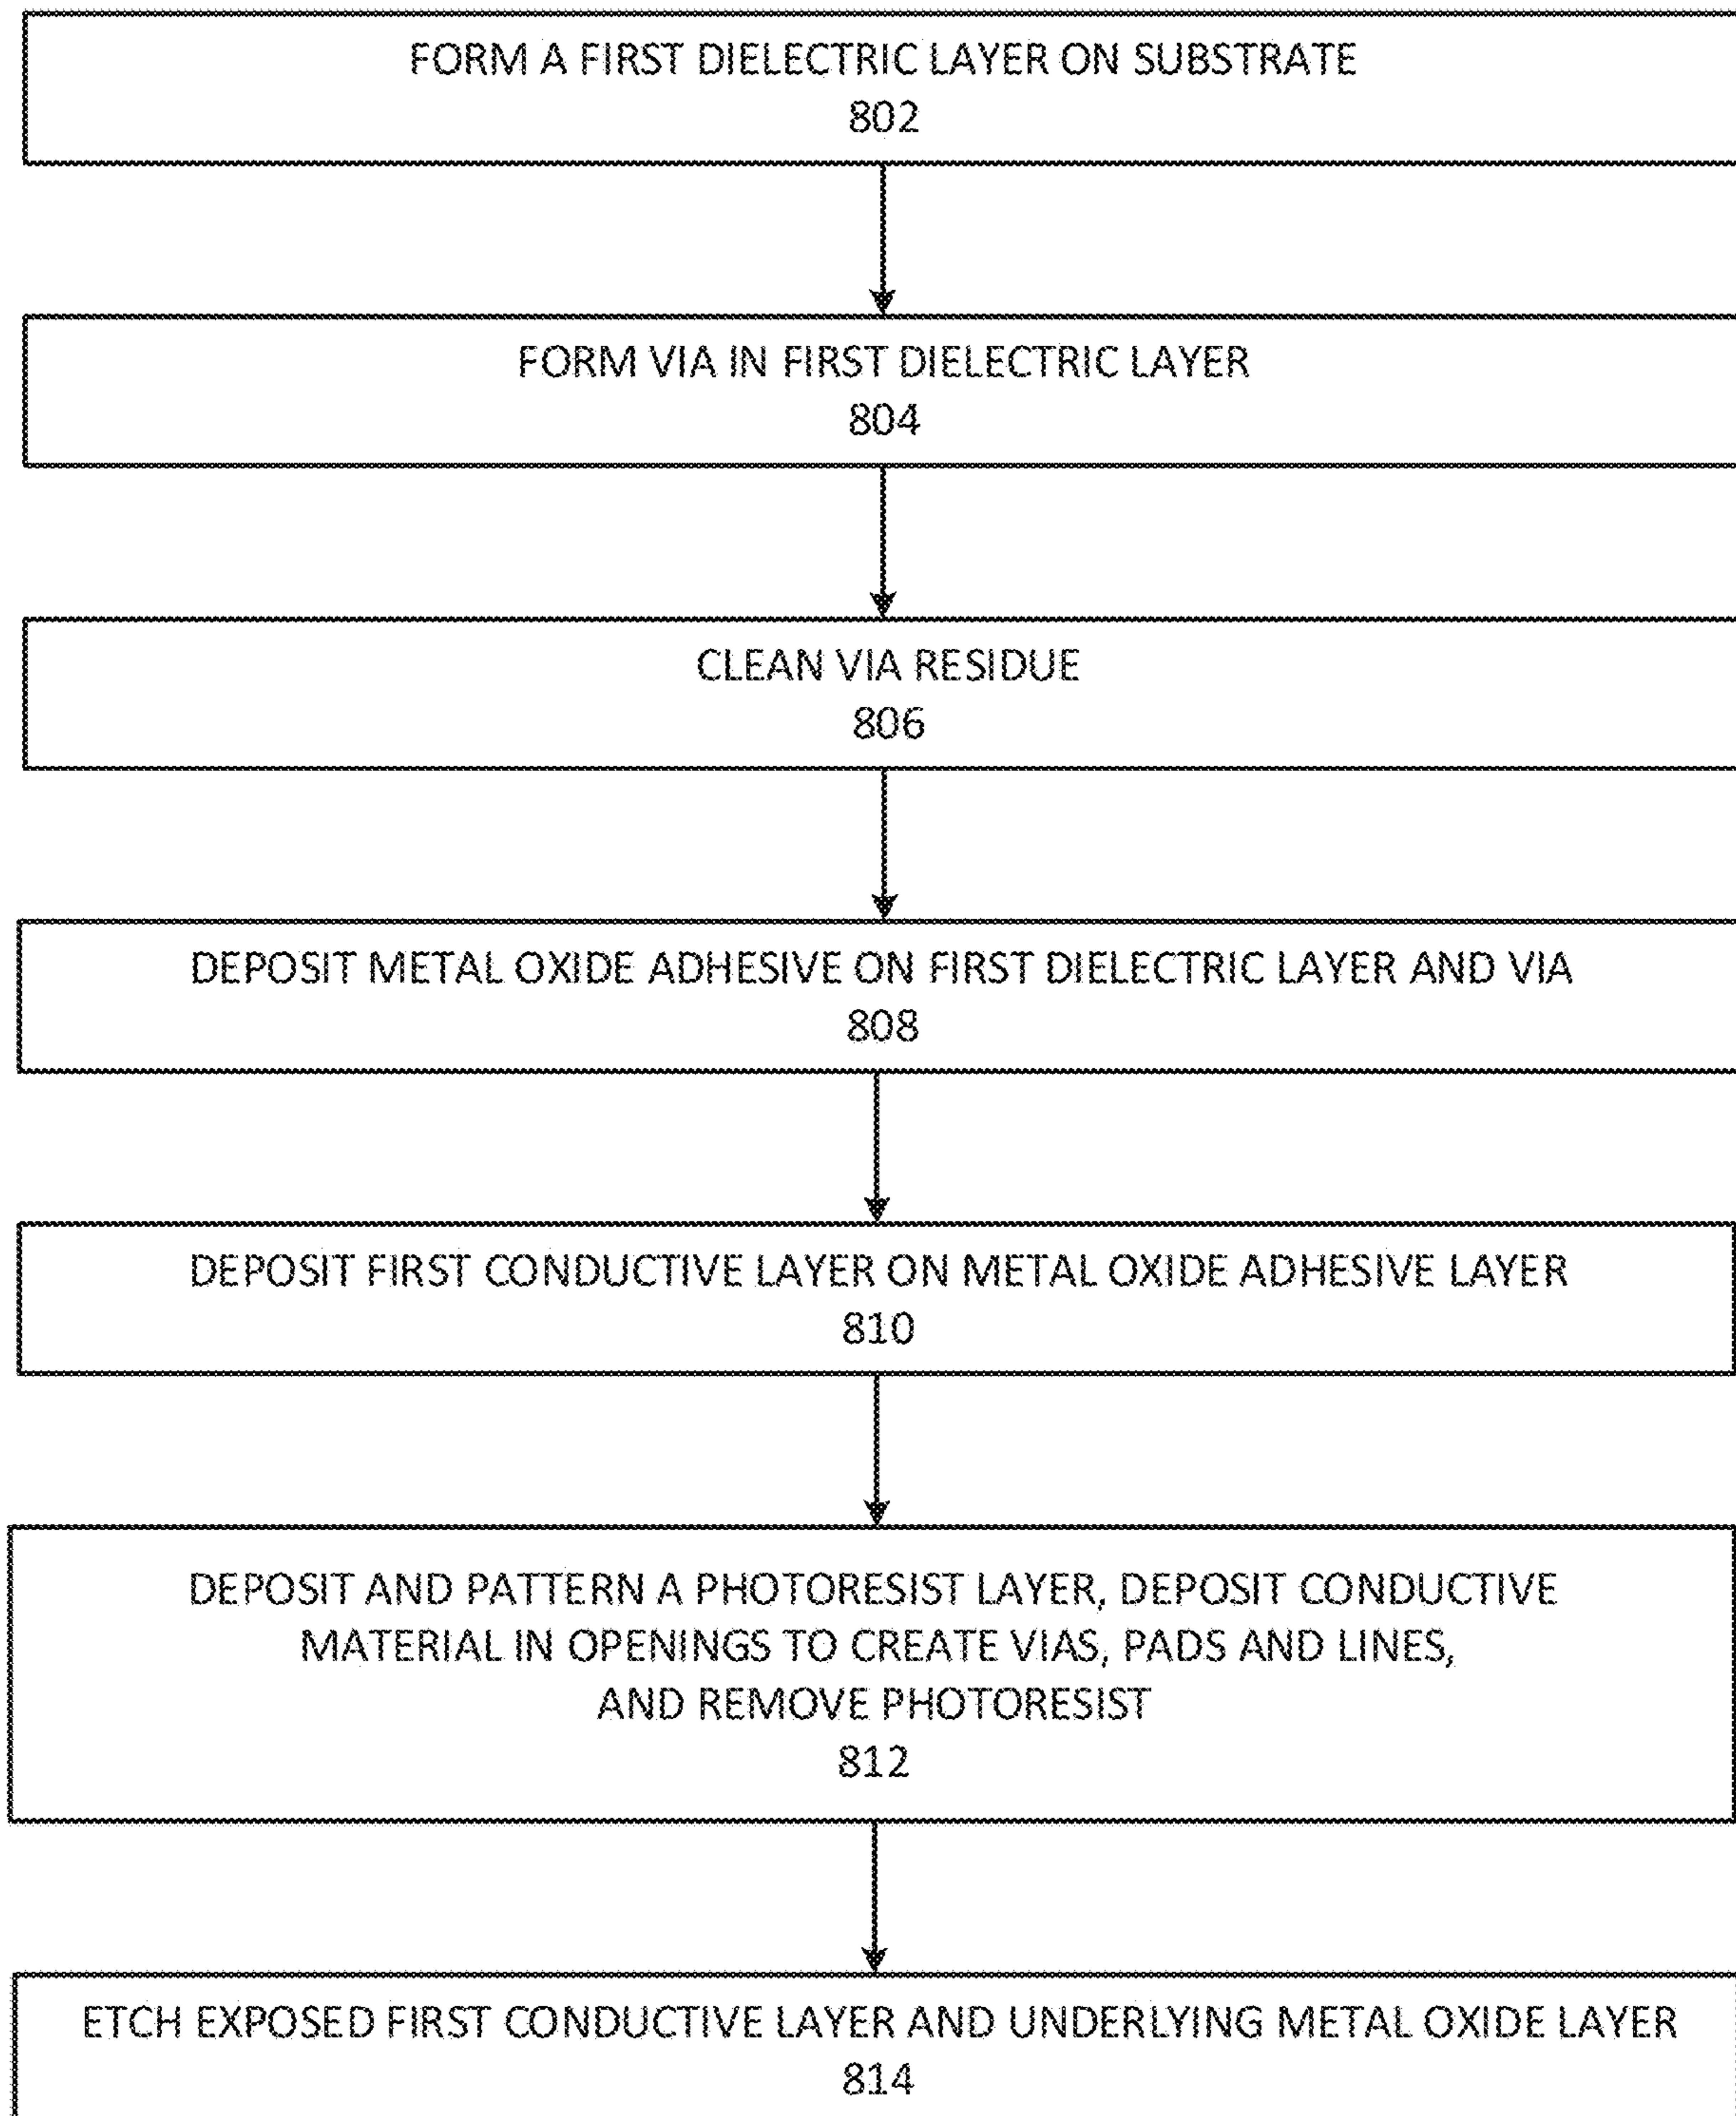 FORM A FIRST DIELECTRIC LAYER ON SUBSTRATE
802
FORM VIA IN FIRST DIELECTRIC LAYER
804
CLEAN VIA RESIDUE
806
DEPOSIT METAL OXIDE ADHESIVE ON FIRST DIELECTRIC LAYER AND VIA
808
DEPOSIT FIRST CONDUCTIVE LAYER ON METAL OXIDE ADHESIVE LAYER
810
DEPOSIT AND PATTERN A PHOTORESIST LAYER, DEPOSIT CONDUCTIVE
MATERIAL IN OPENINGS TO CREATE VIAS, PADS AND LINES,
AND REMOVE PHOTORESIST
812
ETCH EXPOSED FIRST CONDUCTIVE LAYER AND UNDERLYING METAL OXIDE LAYER
814